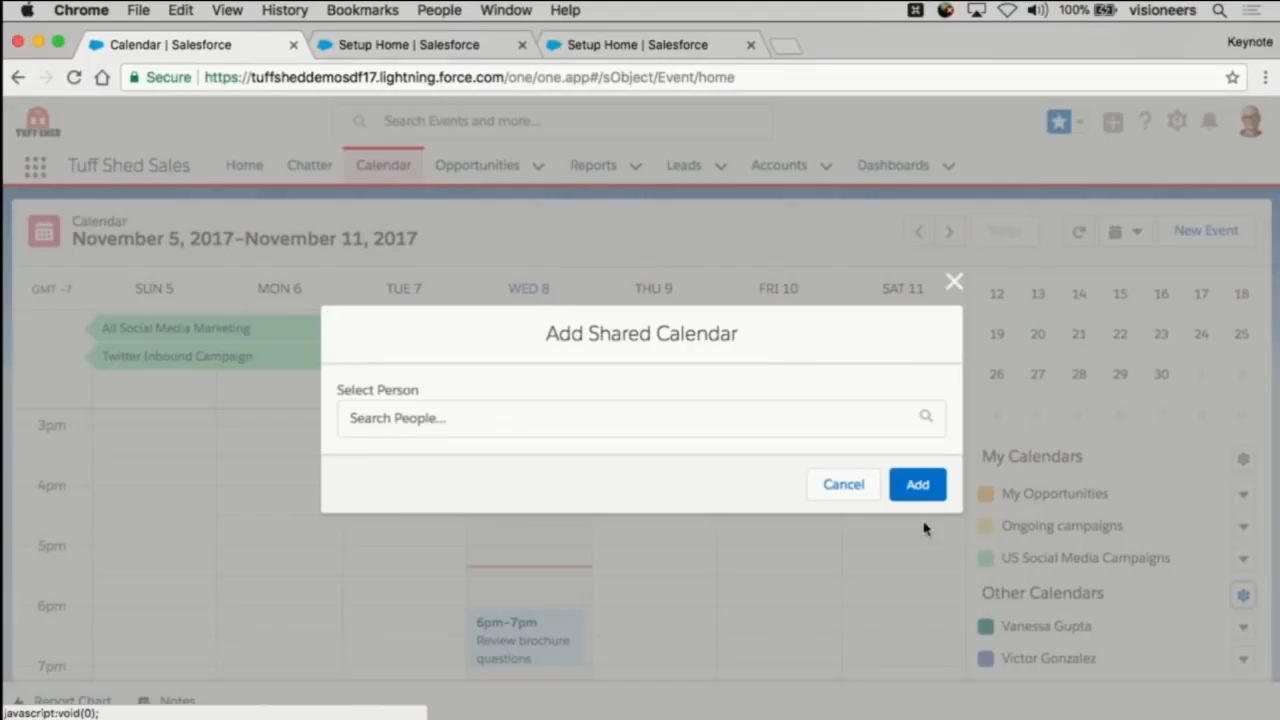 Chrome File Edit View History Bookmarks People Window Help 100% visioneers
Calendar | Salesforce Setup Home | Salesforce Setup Home | Salesforce Keynote
Secure https://tuffsheddemosdf17.lightning.force.com/one/one.app#/sObject/Event/home
TUFF SHED
Search Events and more...
Tuff Shed Sales Home Chatter Calendar Opportunities Reports Leads Accounts Dashboards
Calendar
November 5, 2017–November 11, 2017
New Event
GMT -7 SUN 5 MON 6 TUE 7 WED 8 THU 9 FRI 10 SAT 11
12 13 14 15 16 17 18
19 20 21 22 23 24 25
26 27 28 29 30
All Social Media Marketing
Twitter Inbound Campaign
Add Shared Calendar
Select Person
Search People...
Cancel Add
3pm
4pm
5pm
6pm
7pm
6pm–7pm
Review brochure
questions
My Calendars
My Opportunities
Ongoing campaigns
US Social Media Campaigns
Other Calendars
Vanessa Gupta
Victor Gonzalez
Report Chart Notes
javascript:void(0);